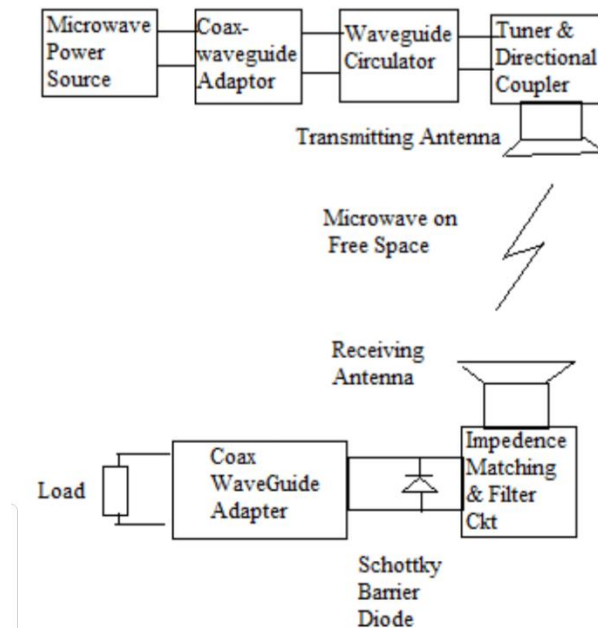 Microwave
Power
Source
Coax-
waveguide
Adaptor
Waveguide
Circulator
Tuner &
Directional
Coupler
Transmitting Antenna
Microwave on
Free Space
Receiving
Antenna
Impedence
Matching
& Filter
Ckt
Coax
WaveGuide
Adapter
Load
Schottky
Barrier
Diode